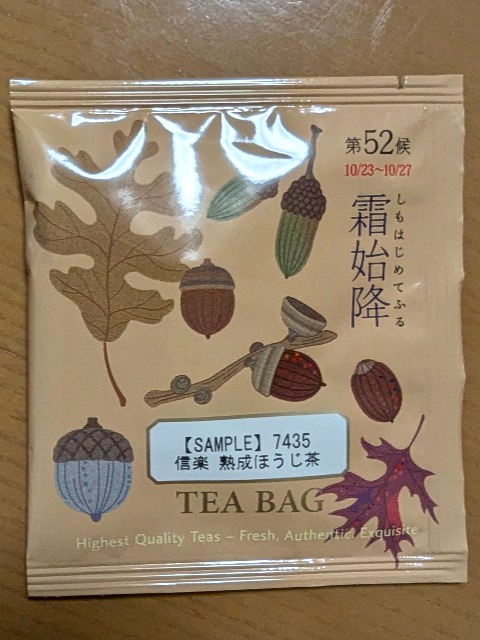 第52候
10/23~10/27
霜始降
しもはじめてふる
【SAMPLE】 7435
信楽 熟成ほうじ茶
TEA BAG
Highest Quality Teas – Fresh, Authentic, Exquisite